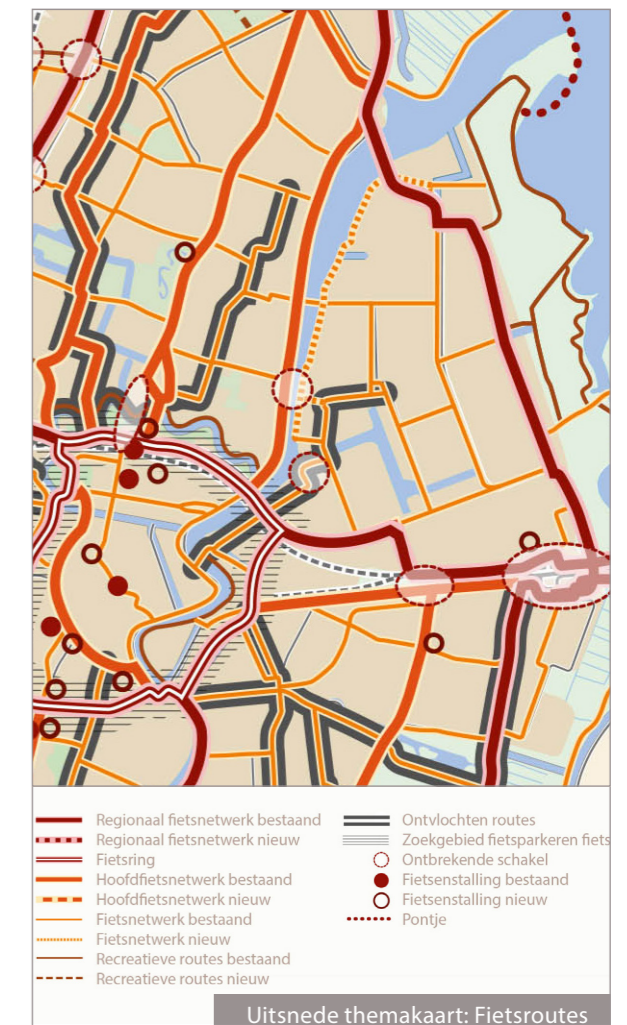 Regionaal fietsnetwerk bestaand
Regionaal fietsnetwerk nieuw
Fietsring
Hoofdfietsnetwerk bestaand
Hoofdfietsnetwerk nieuw
Fietsnetwerk bestaand
Fietsnetwerk nieuw
Recreatieve routes bestaand
Recreatieve routes nieuw
Ontvlochten routes
Zoekgebied fietsparkeren fiets
Ontbrekende schakel
Fietsenstalling bestaand
Fietsenstalling nieuw
Pontje
Uitsnede themakaart: Fietsroutes